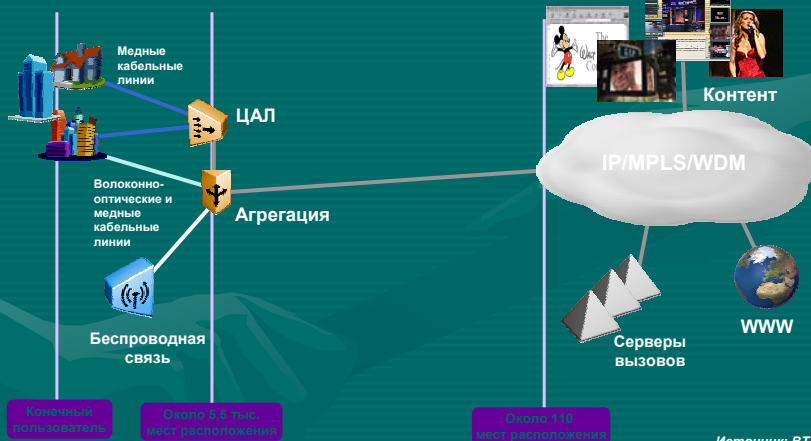 Медные
кабельные
линии
ЦАЛ
Волоконно-
оптические и
медные
кабельные
линии
Агрегация
Беспроводная
связь
The
Контент
IP/MPLS/WDM
Серверы
вызовов
WWW
Конечный
пользователь
Около 5,5 тыс.
мест расположения
Около 110
мест расположения
Источник: